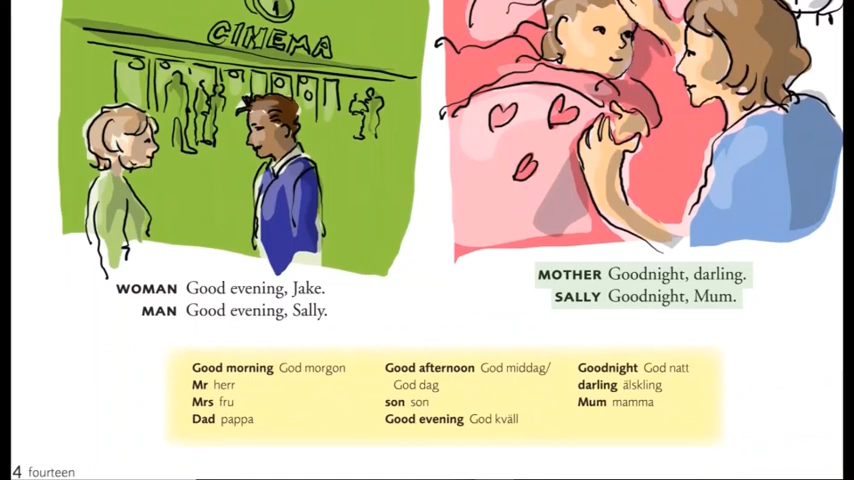 CINEMA
WOMAN Good evening, Jake.
MAN Good evening, Sally.
MOTHER Goodnight, darling.
SALLY Goodnight, Mum.
Good morning God morgon
Mr herr
Mrs fru
Dad pappa
Good afternoon God middag/
God dag
son son
Good evening God kväll
Goodnight God natt
darling älskling
Mum mamma
4 fourteen